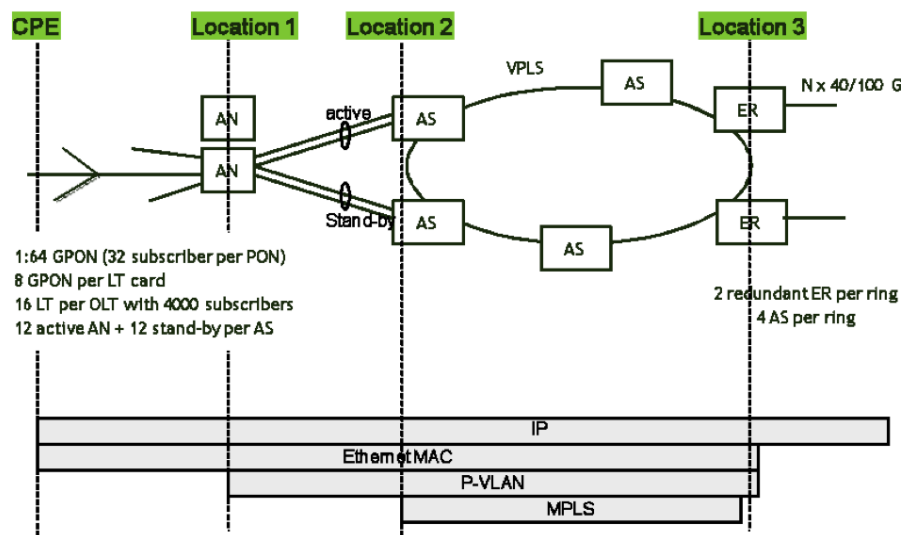 CPE
Location 1
Location 2
Location 3
VPLS
AS
N x 40/100 G
AN
active
AS
ER
AN
Stand-by
AS
AS
ER
1:64 GPON (32 subscriber per PON)
8 GPON per LT card
16 LT per OLT with 4000 subscribers
12 active AN + 12 stand-by per AS
2 redundant ER per ring
4 AS per ring
IP
Ethernet MAC
P-VLAN
MPLS